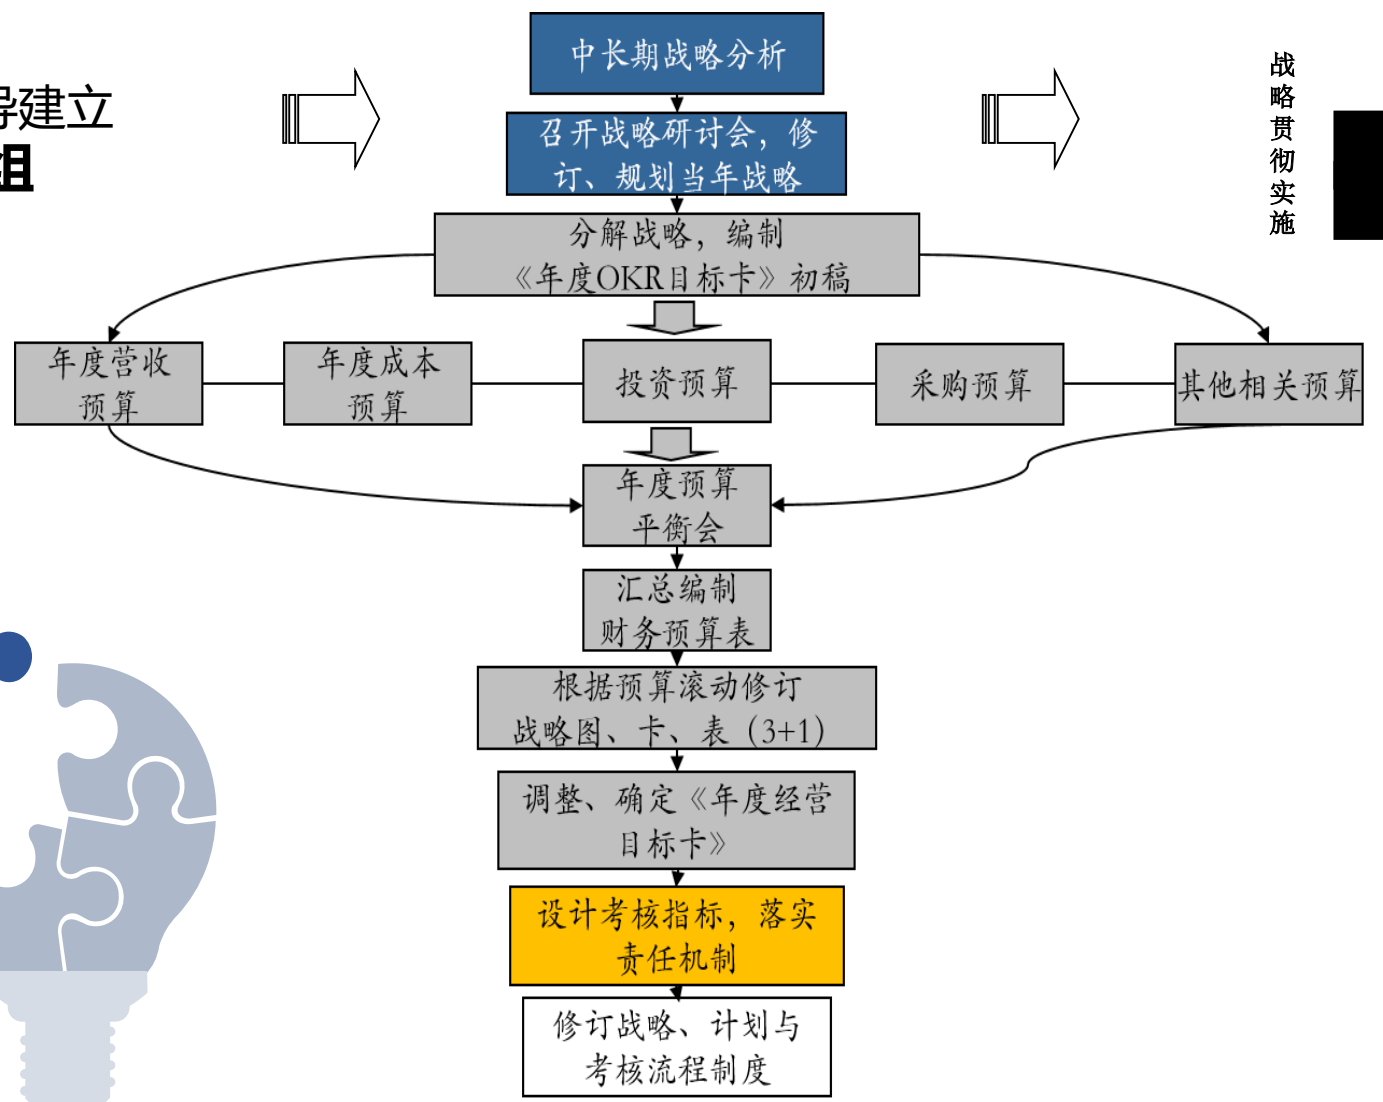 中长期战略分析
召开战略研讨会，修
订、规划当年战略
导建立
组
战略贯彻实施
分解战略，编制
《年度OKR目标卡》初稿
年度营收
预算
年度成本
预算
投资预算
采购预算
其他相关预算
年度预算
平衡会
汇总编制
财务预算表
根据预算滚动修订
战略图、卡、表（3+1）
调整、确定《年度经营
目标卡》
设计考核指标，落实
责任机制
修订战略、计划与
考核流程制度